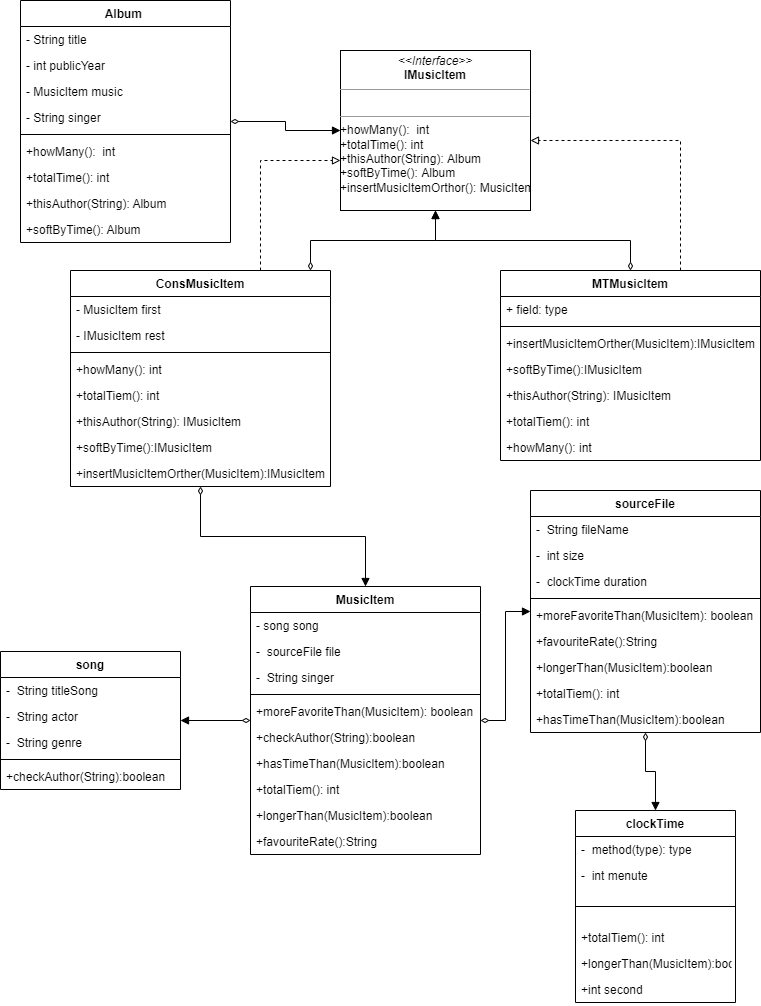 Album
- String title
- int publicYear
- MusicItem music
- String singer
+howMany():  int
+totalTime(): int
+thisAuthor(String): Album
+softByTime(): Album
<<Interface>>
IMusicItem
+howMany():  int
+totalTime(): int
+thisAuthor(String): Album
+softByTime(): Album
+insertMusicItemOrthor(): MusicItem
ConsMusicItem
- MusicItem first
- IMusicItem rest
+howMany(): int
+totalTiem(): int
+thisAuthor(String): IMusicItem
+softByTime():IMusicItem
+insertMusicItemOrther(MusicItem):IMusicItem
MTMusicItem
+ field: type
+insertMusicItemOrther(MusicItem):IMusicItem
+softByTime():IMusicItem
+thisAuthor(String): IMusicItem
+totalTiem(): int
+howMany(): int
sourceFile
-  String fileName
-  int size
-  clockTime duration
+moreFavoriteThan(MusicItem): boolean
+favouriteRate():String
+longerThan(MusicItem):boolean
+totalTiem(): int
+hasTimeThan(MusicItem):boolean
MusicItem
- song song
-  sourceFile file
-  String singer
+moreFavoriteThan(MusicItem): boolean
+checkAuthor(String):boolean
+hasTimeThan(MusicItem):boolean
+totalTiem(): int
+longerThan(MusicItem):boolean
+favouriteRate():String
song
-  String titleSong
-  String actor
-  String genre
+checkAuthor(String):boolean
clockTime
-  method(type): type
-  int menute
+totalTiem(): int
+longerThan(MusicItem):boo
+int second